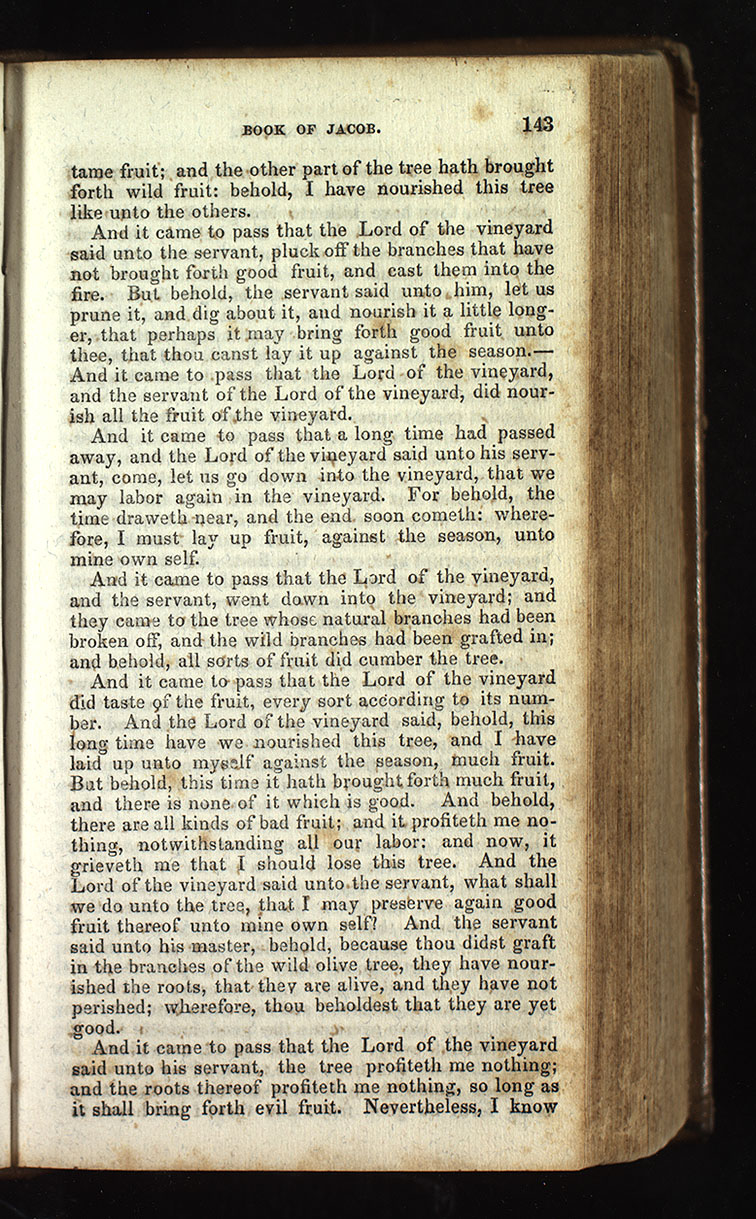 BOOK OF JACOB. 143
tame fruit; and the other part of the tree hath brought
forth wild fruit: behold, I have nourished this tree
like unto the others.
And it came to pass that the Lord of the vineyard
said unto the servant, pluck off the branches that have
not brought forth good fruit, and cast them into the
fire. But behold, the servant said unto him, let us
prune it, and dig about it, and nourish it a little long-
er, that perhaps it may bring forth good fruit unto
thee, that thou canst lay it up against the season.—
And it came to pass that the Lord of the vineyard,
and the servant of the Lord of the vineyard, did nour-
ish all the fruit of the vineyard.
And it came to pass that a long time had passed
away, and the Lord of the vineyard said unto his serv-
ant, come, let us go down into the vineyard, that we
may labor again in the vineyard. For behold, the
time draweth near, and the end soon cometh: where-
fore, I must lay up fruit, against the season, unto
mine own self.
And it came to pass that the Lord of the vineyard,
and the servant, went down into the vineyard; and
they came to the tree whose natural branches had been
broken off, and the wild branches had been grafted in;
and behold, all sorts of fruit did cumber the tree.
And it came to pass that the Lord of the vineyard
did taste of the fruit, every sort according to its num-
ber. And the Lord of the vineyard said, behold, this
long time have we nourished this tree, and I have
laid up unto myself against the season, much fruit.
But behold, this time it hath brought forth much fruit,
and there is none of it which is good. And behold,
there are all kinds of bad fruit; and it profiteth me no-
thing, notwithstanding all our labor: and now, it
grieveth me that I should lose this tree. And the
Lord of the vineyard said unto the servant, what shall
we do unto the tree, that I may preserve again good
fruit thereof unto mine own self? And the servant
said unto his master, behold, because thou didst graft
in the branches of the wild olive tree, they have nour-
ished the roots, that they are alive, and they have not
perished; wherefore, thou beholdest that they are yet
good.
And it came to pass that the Lord of the vineyard
said unto his servant, the tree profiteth me nothing;
and the roots thereof profiteth me nothing, so long as
it shall bring forth evil fruit. Nevertheless, I know